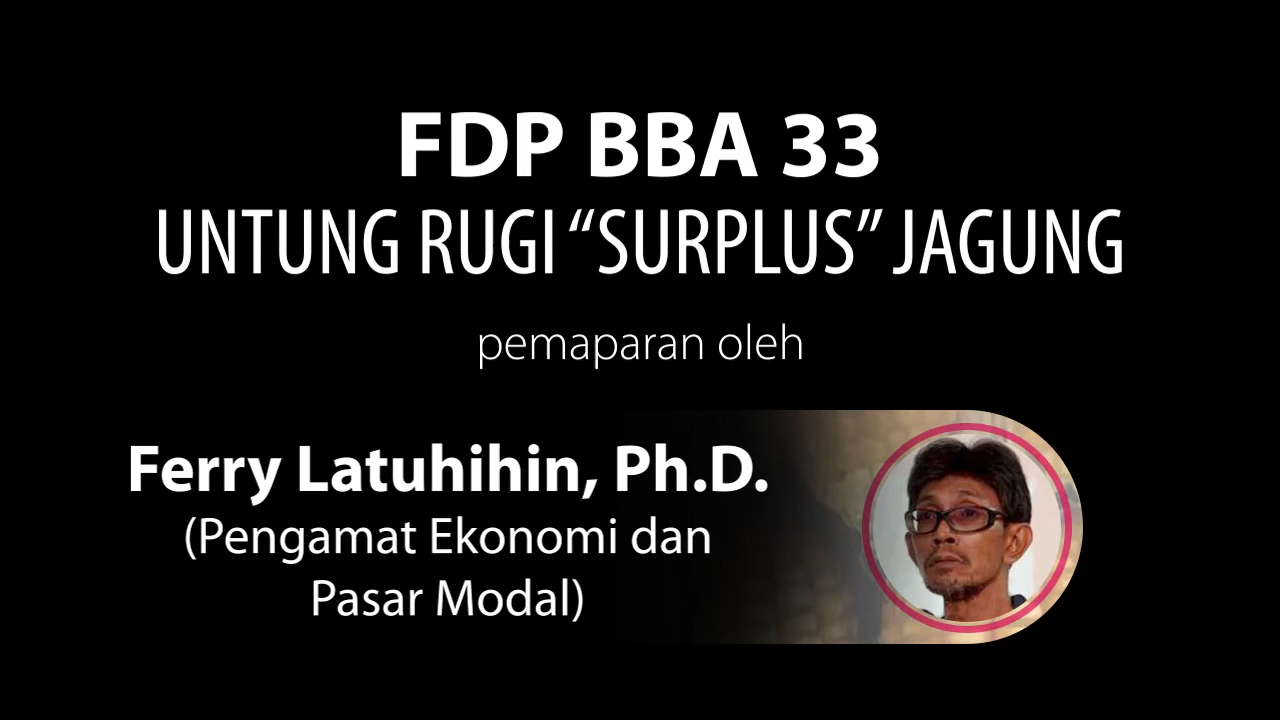 FDP BBA 33
UNTUNG RUGI “SURPLUS” JAGUNG
pemaparan oleh
Ferry Latuhihin, Ph.D.
(Pengamat Ekonomi dan
Pasar Modal)